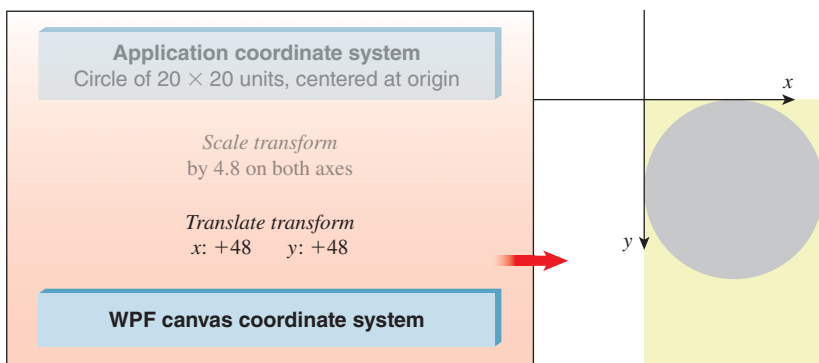 Application coordinate system
Circle of 20 × 20 units, centered at origin
Scale transform
by 4.8 on both axes
Translate transform
x: +48 y: +48
WPF canvas coordinate system
x
y